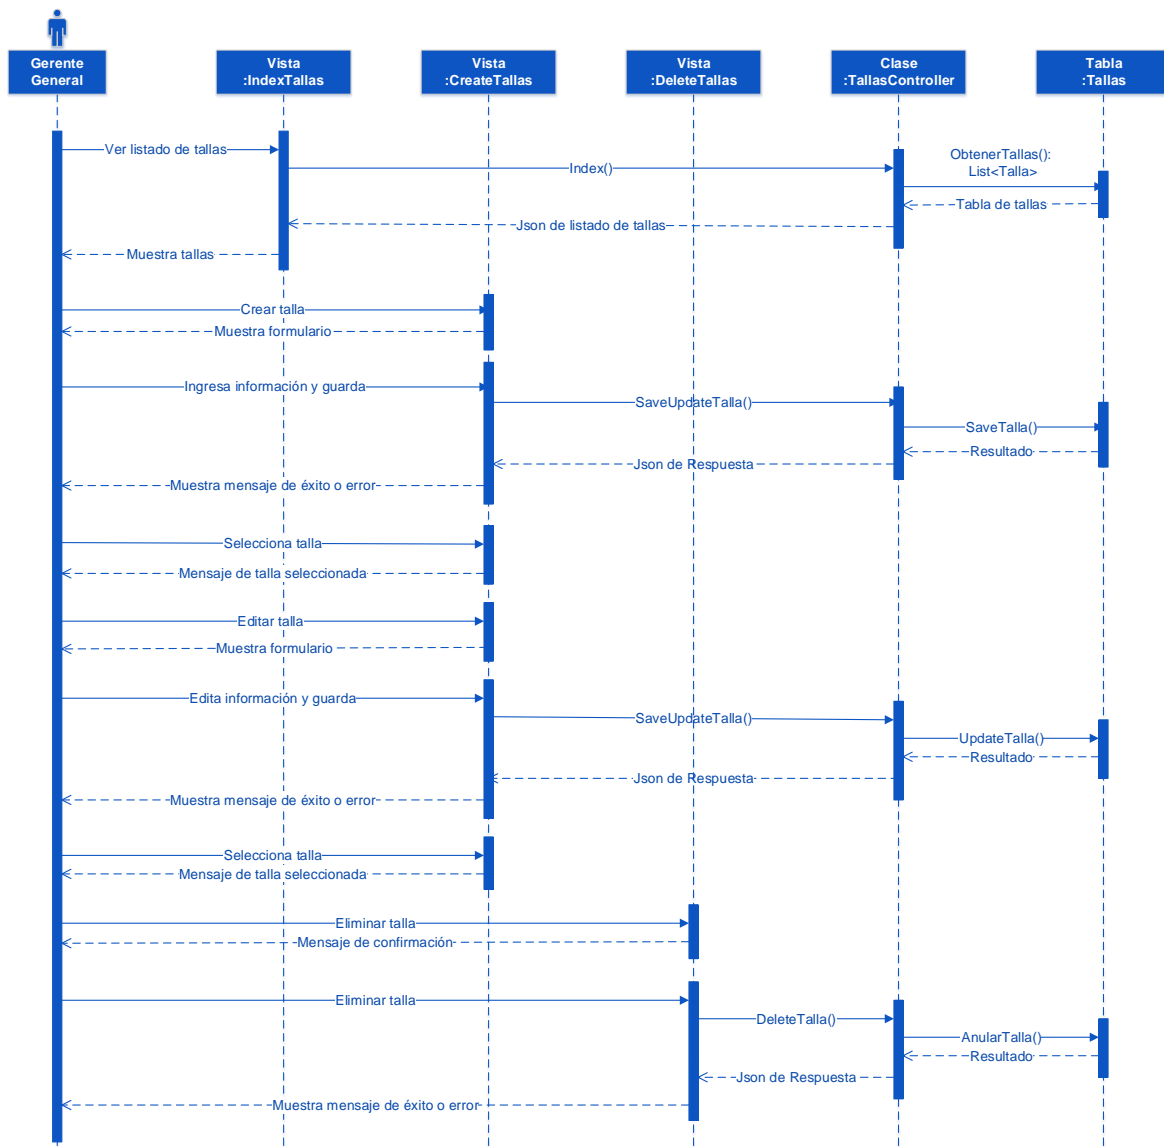 Gerente
General
Vista
:IndexTallas
Vista
:CreateTallas
Vista
:DeleteTallas
Clase
:TallasController
Tabla
:Tallas
Ver listado de tallas
Index()
ObtenerTallas():
List<Talla>
Tabla de tallas
Json de listado de tallas
Muestra tallas
Crear talla
Muestra formulario
Ingresa información y guarda
SaveUpdateTalla()
SaveTalla()
Resultado
Json de Respuesta
Muestra mensaje de éxito o error
Selecciona talla
Mensaje de talla seleccionada
Editar talla
Muestra formulario
Edita información y guarda
SaveUpdateTalla()
UpdateTalla()
Resultado
Json de Respuesta
Muestra mensaje de éxito o error
Selecciona talla
Mensaje de talla seleccionada
Eliminar talla
Mensaje de confirmación
Eliminar talla
DeleteTalla()
AnularTalla()
Resultado
Json de Respuesta
Muestra mensaje de éxito o error